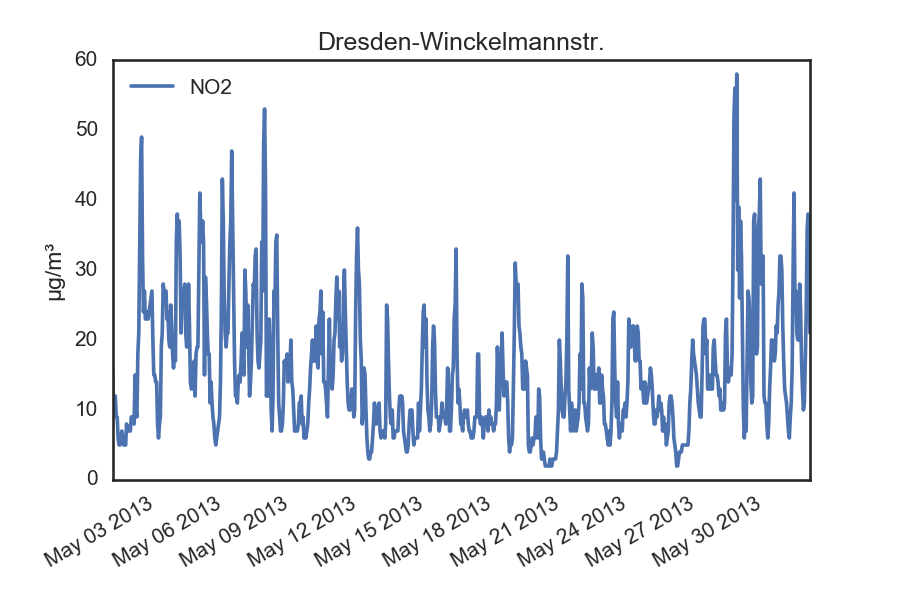 Dresden-Winckelmannstr.
NO2
µg/m³
60
50
40
30
20
10
0
May 03 2013
May 06 2013
May 09 2013
May 12 2013
May 15 2013
May 18 2013
May 21 2013
May 24 2013
May 27 2013
May 30 2013